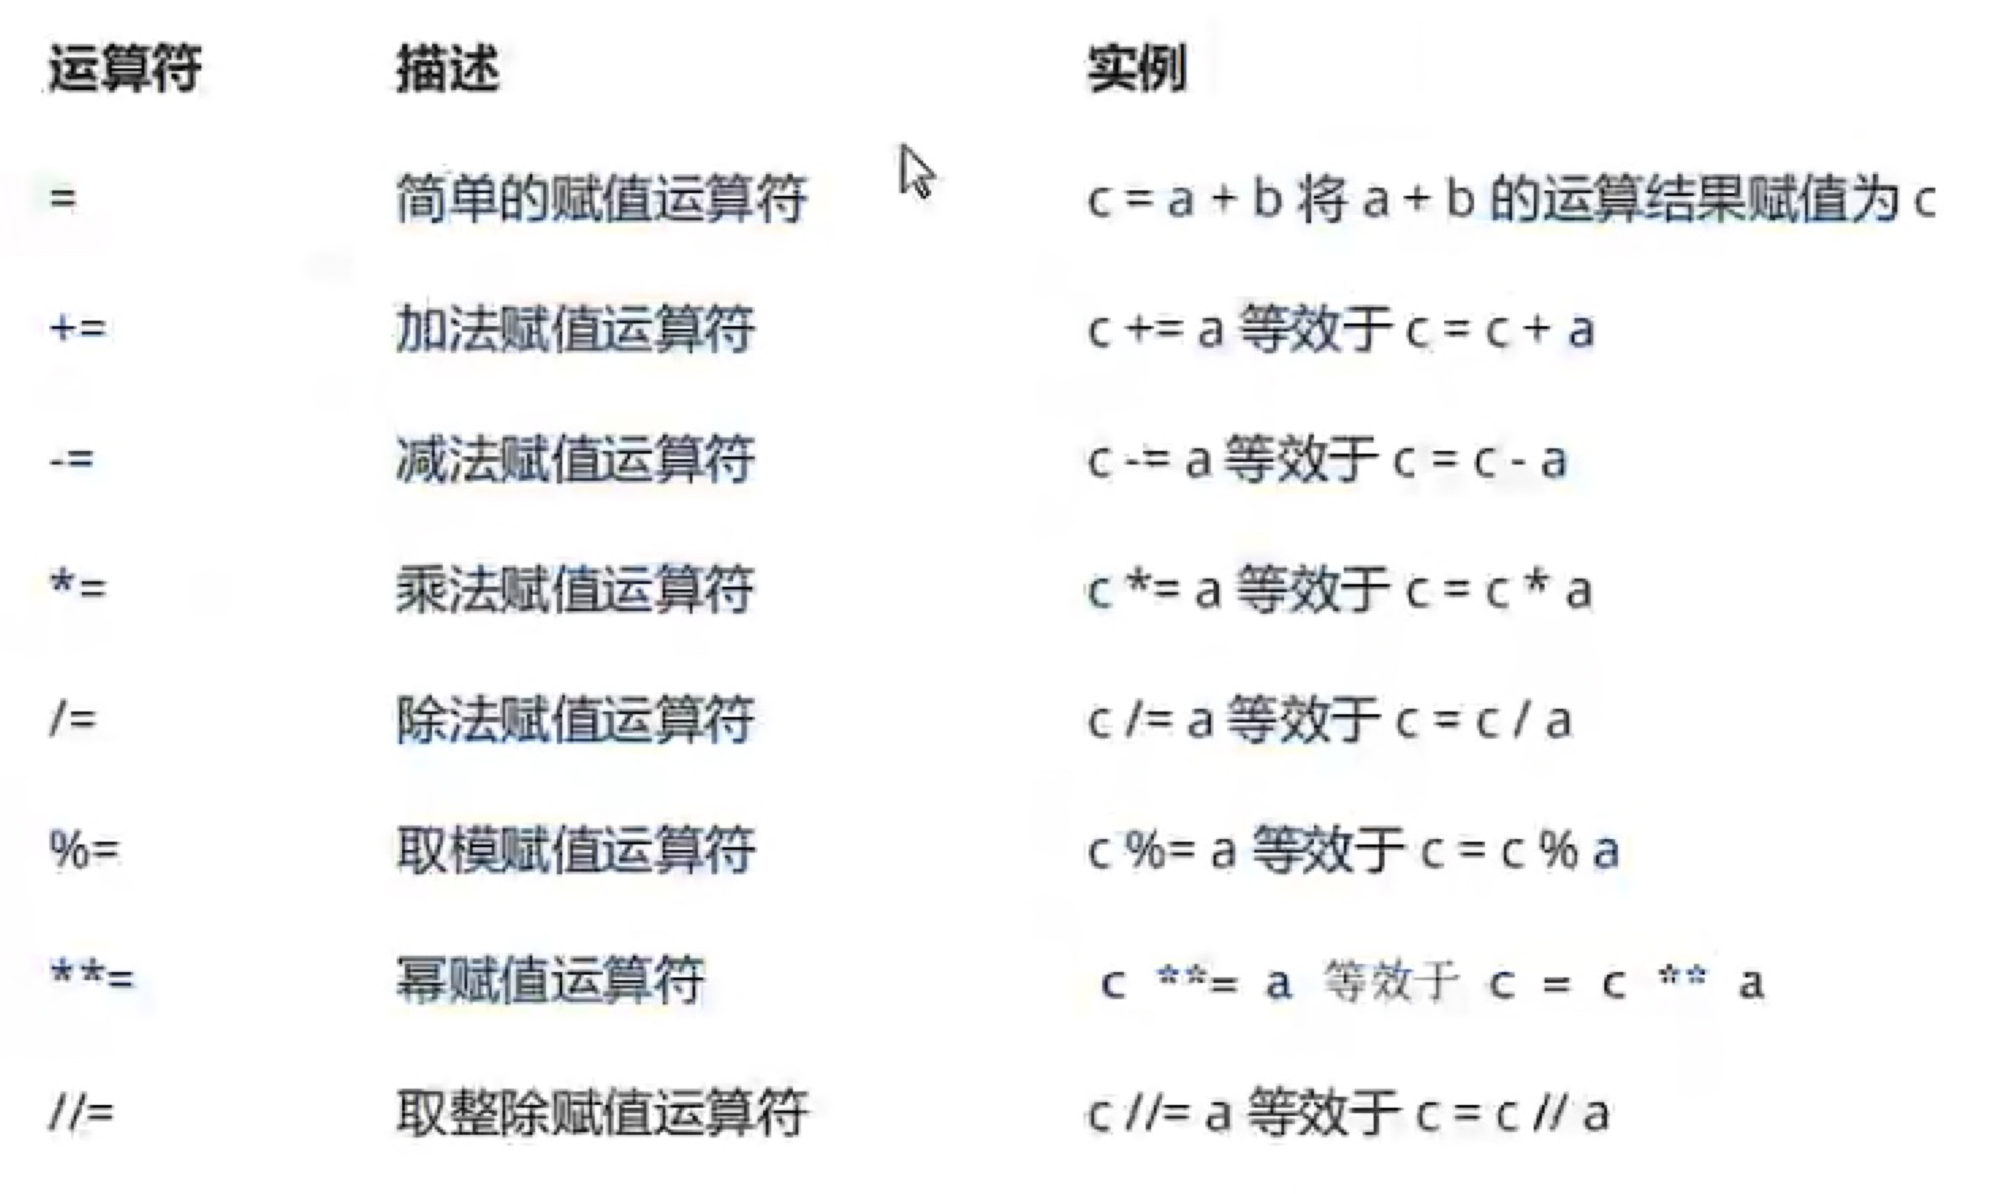 运算符 描述 实例
= 简单的赋值运算符 c = a + b 将 a + b 的运算结果赋值为 c
+= 加法赋值运算符 c += a 等效于 c = c + a
-= 减法赋值运算符 c -= a 等效于 c = c - a
*= 乘法赋值运算符 c *= a 等效于 c = c * a
/= 除法赋值运算符 c /= a 等效于 c = c / a
%= 取模赋值运算符 c %= a 等效于 c = c % a
**= 幂赋值运算符 c **= a 等效于 c = c ** a
//= 取整除赋值运算符 c //= a 等效于 c = c // a